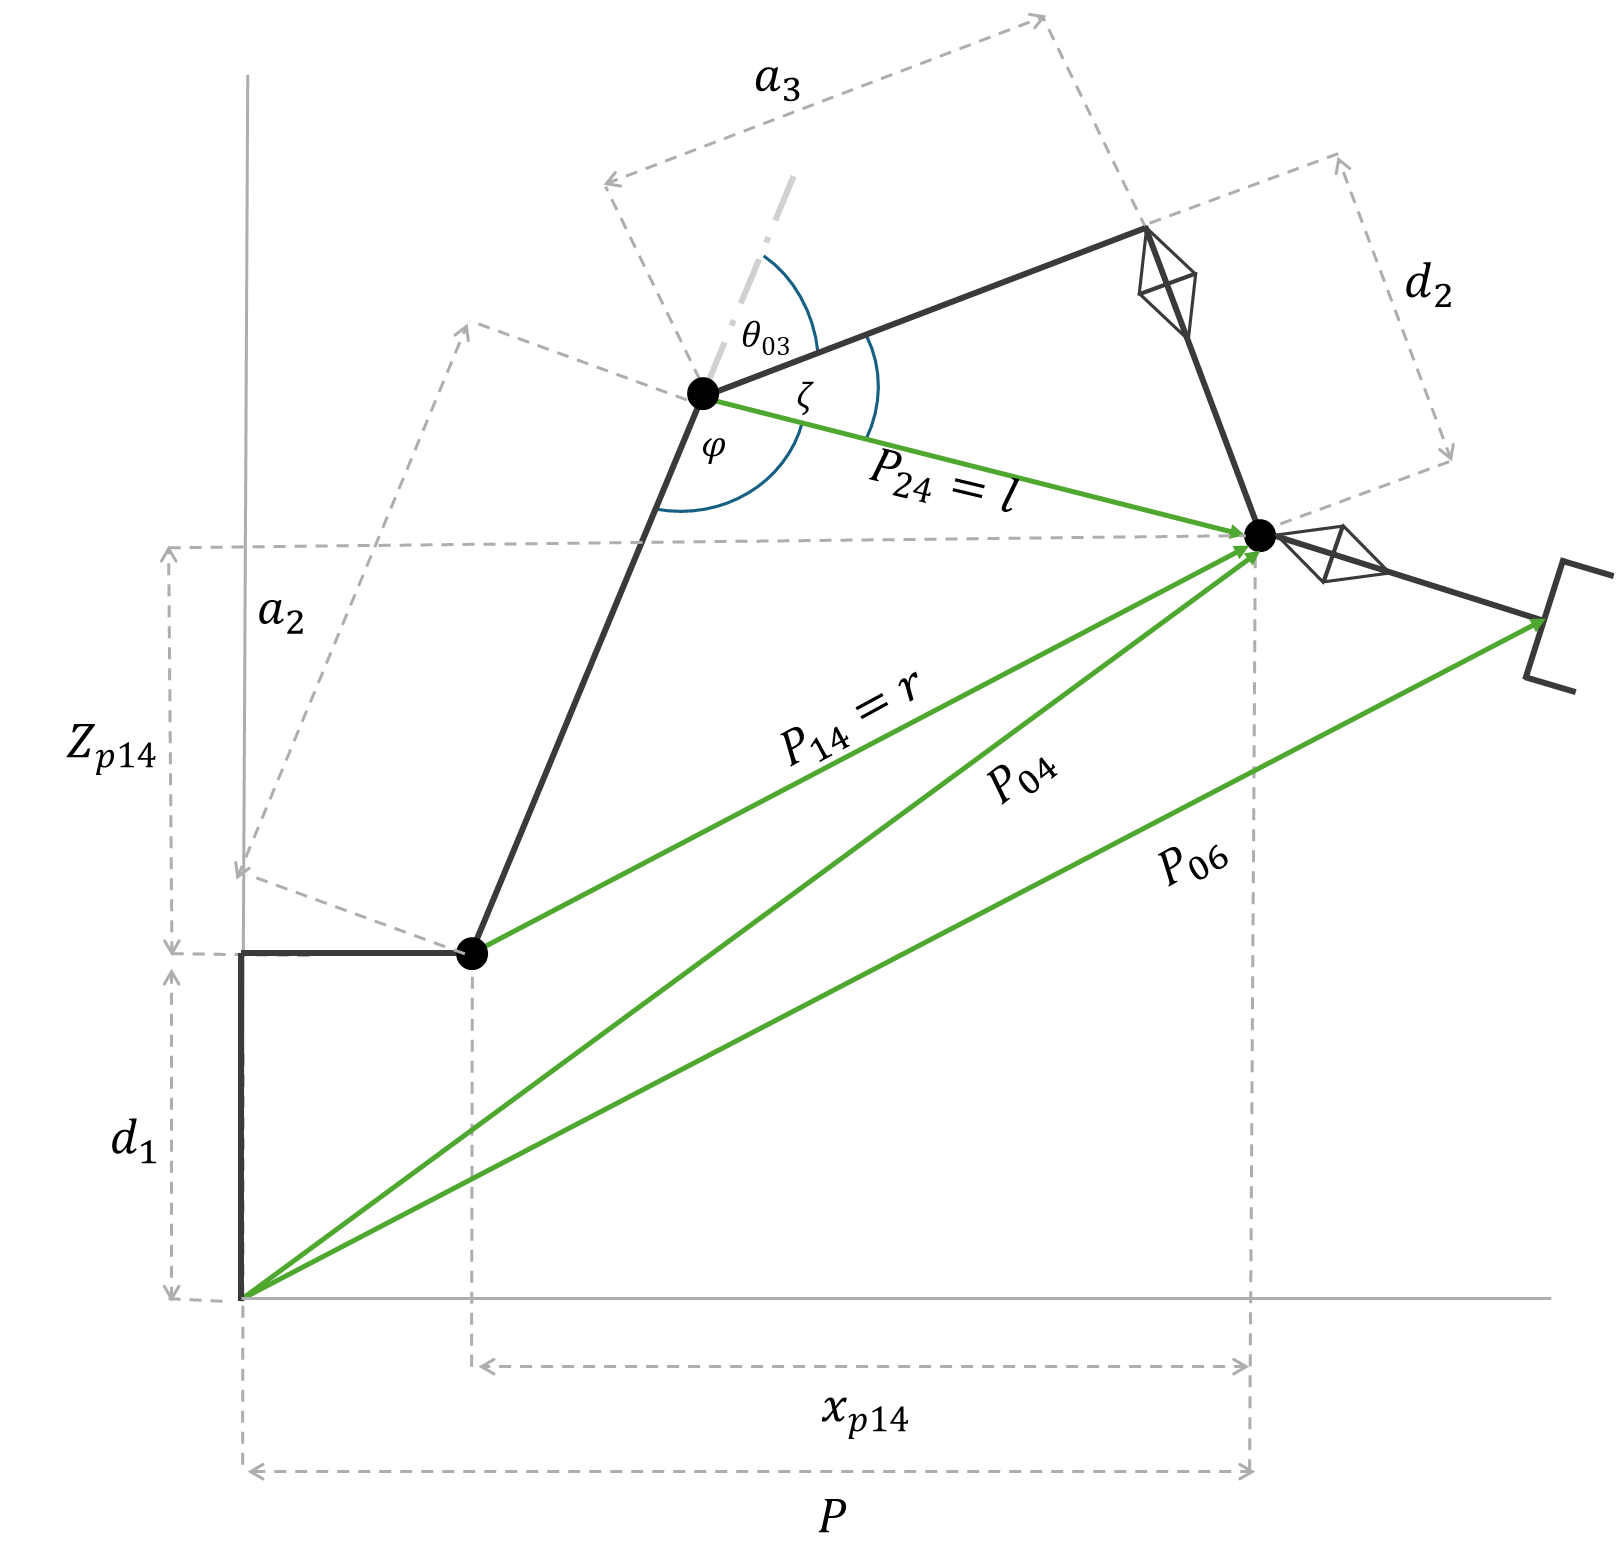 a₃
d₂
θ₀₃
ζ
φ
P₂₄ = l
a₂
P₁₄ = r
Zₚ₁₄
P₀₄
P₀₆
d₁
xₚ₁₄
P